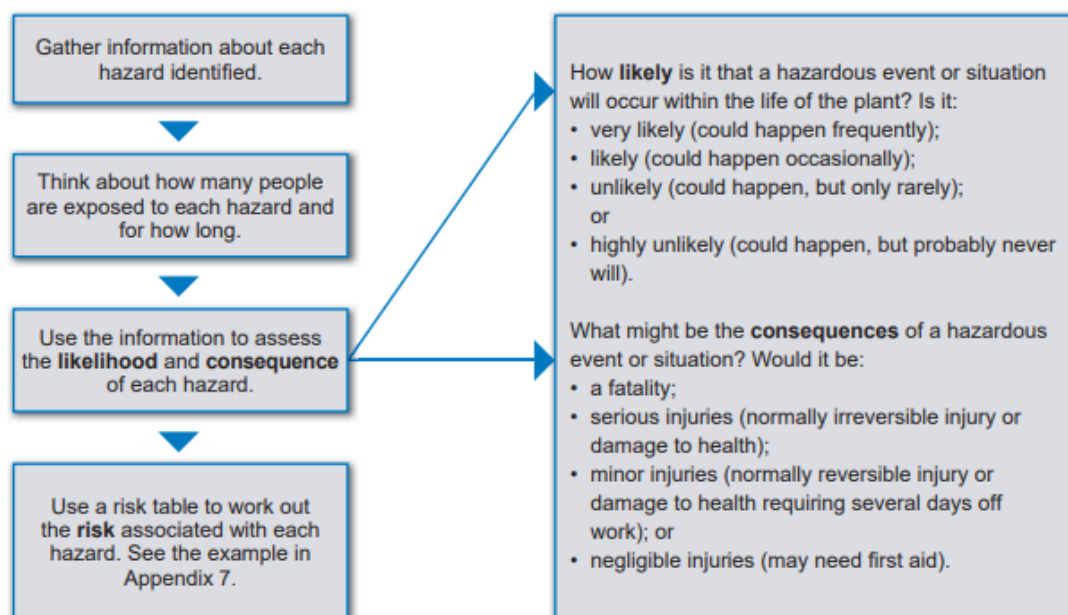 Gather information about each
hazard identified.
Think about how many people
are exposed to each hazard and
for how long.
Use the information to assess
the likelihood and consequence
of each hazard.
Use a risk table to work out
the risk associated with each
hazard. See the example in
Appendix 7.
How likely is it that a hazardous event or situation
will occur within the life of the plant? Is it:
• very likely (could happen frequently);
• likely (could happen occasionally);
• unlikely (could happen, but only rarely);
or
• highly unlikely (could happen, but probably never
will).
What might be the consequences of a hazardous
event or situation? Would it be:
• a fatality;
• serious injuries (normally irreversible injury or
damage to health);
• minor injuries (normally reversible injury or
damage to health requiring several days off
work); or
• negligible injuries (may need first aid).